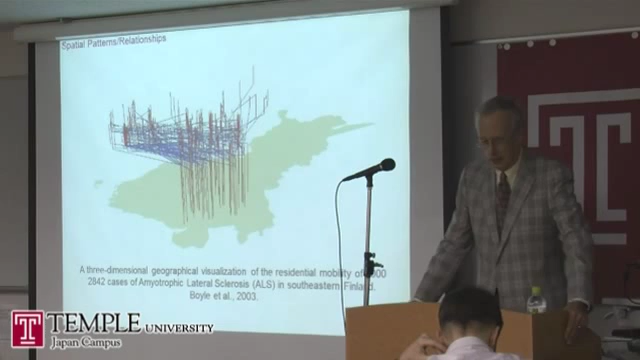 Spatial Patterns/Relationships
A three-dimensional geographical visualization of the residential mobility of
2842 cases of Amyotrophic Lateral Sclerosis (ALS) in southeastern Finland.
Boyle et al., 2003.
TEMPLE UNIVERSITY
Japan Campus